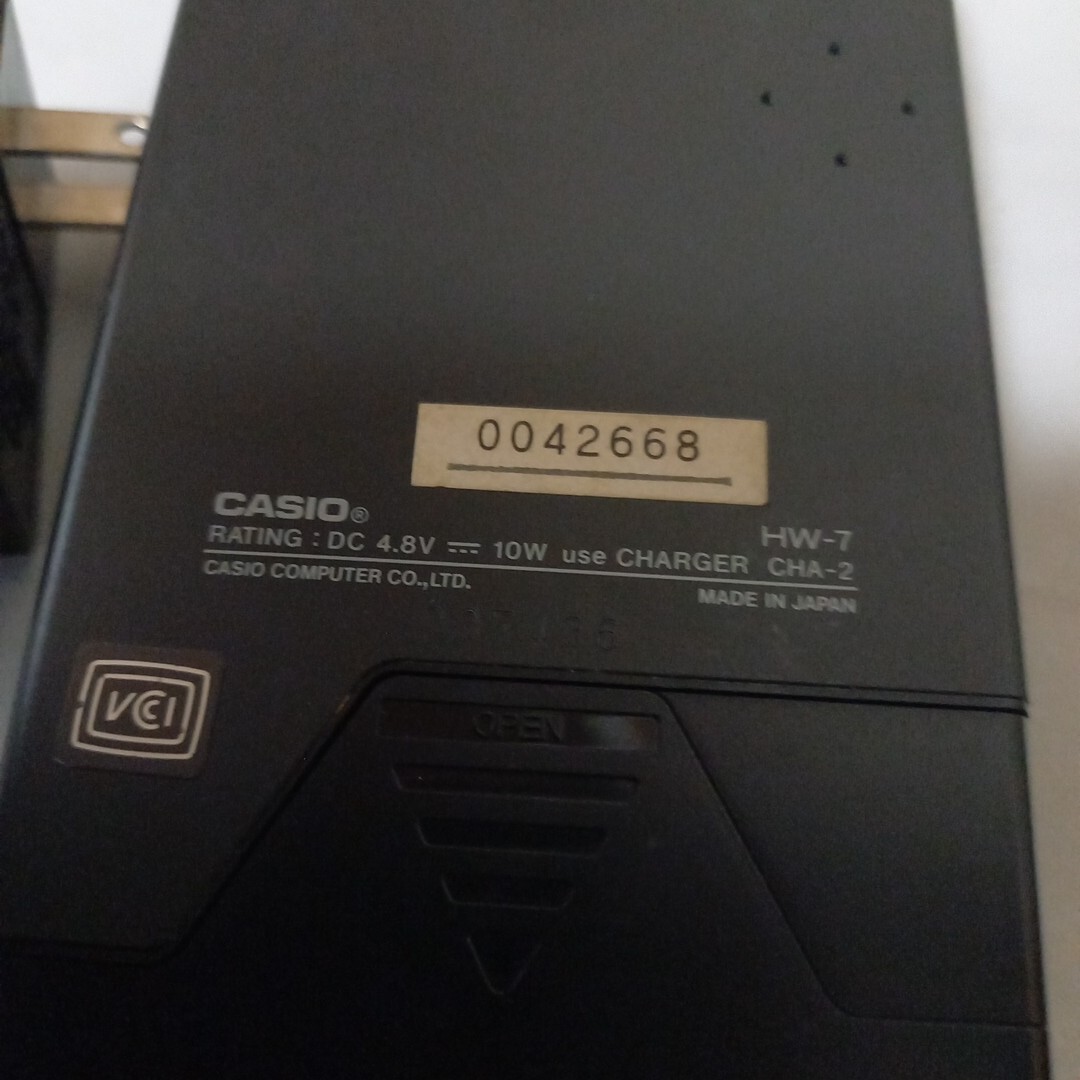 0042668
CASIO®
HW-7
RATING : DC 4.8V ⎓ 10W use CHARGER CHA-2
CASIO COMPUTER CO.,LTD.
MADE IN JAPAN
VCCI
OPEN